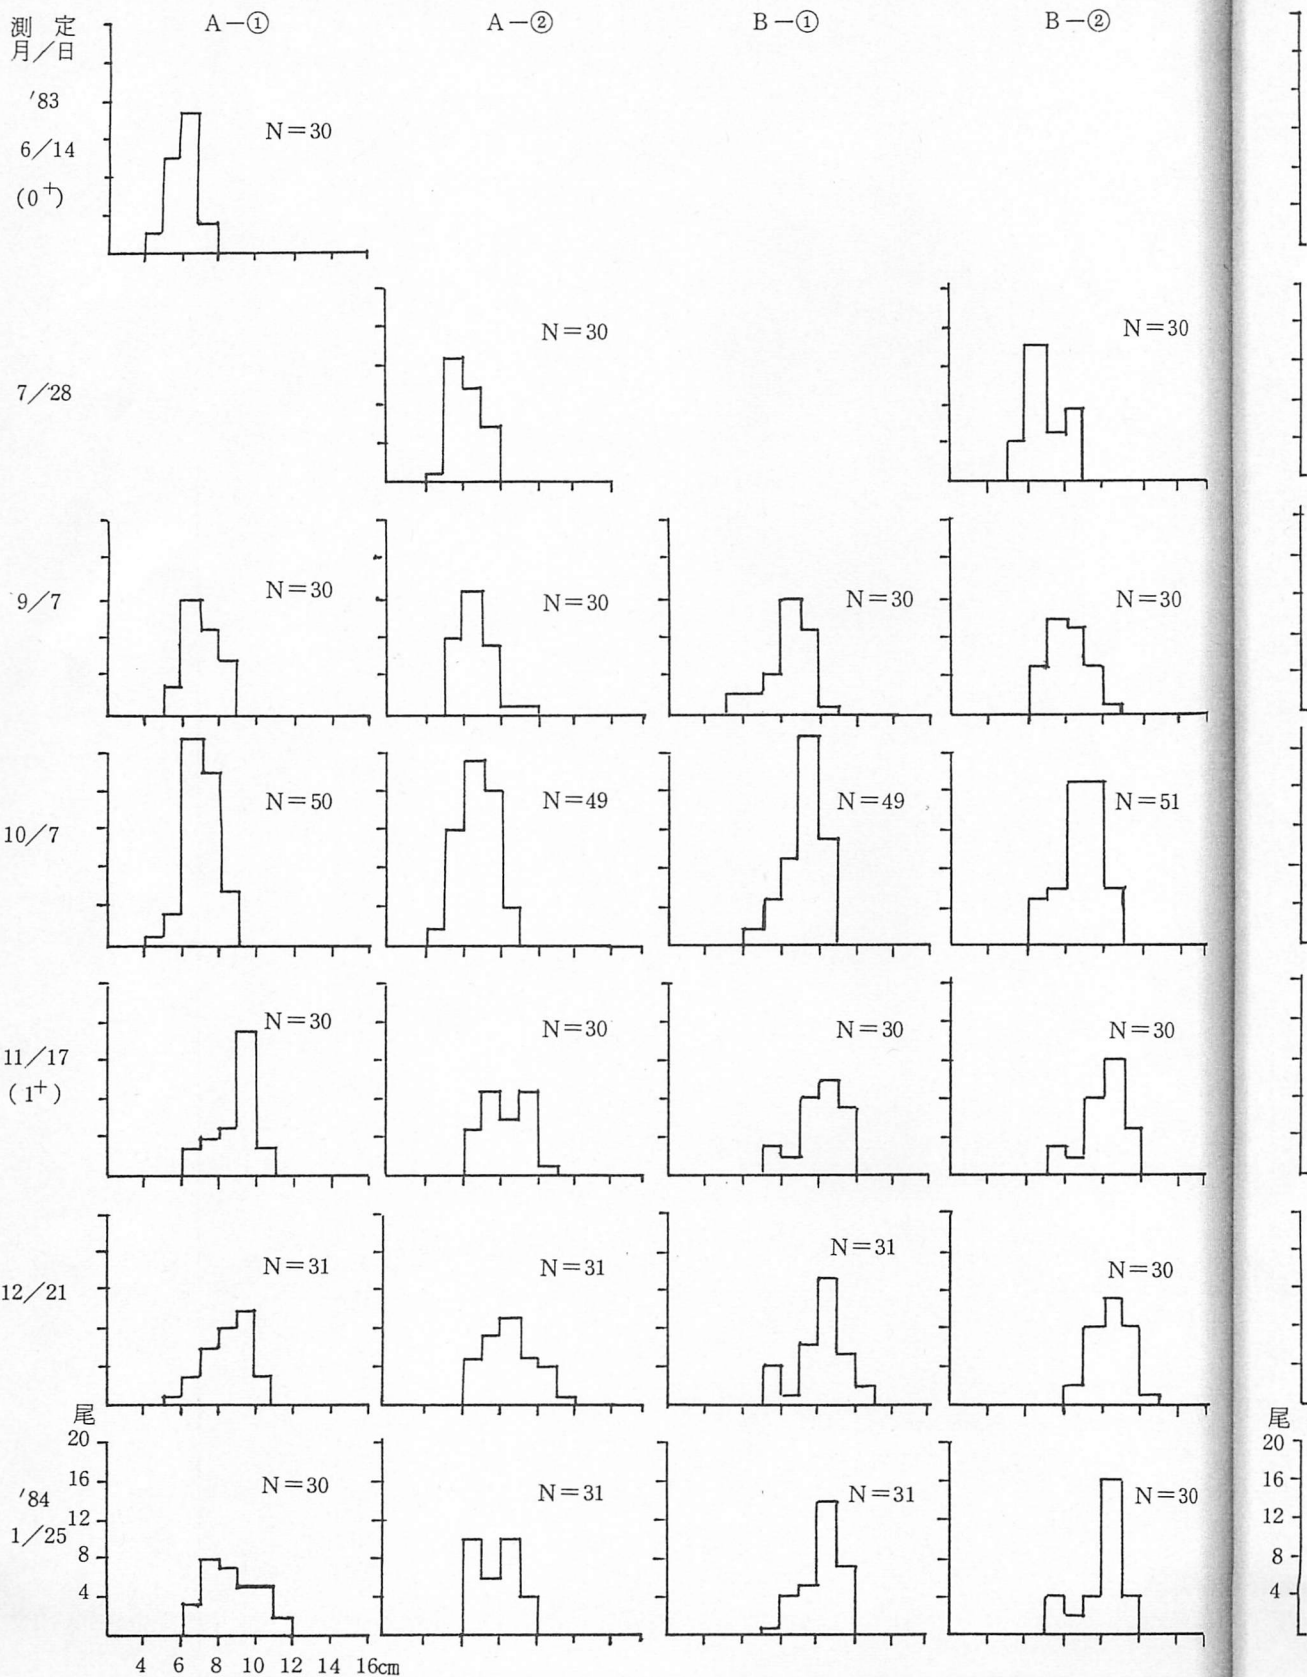 測 定
月／日
A－①
A－②
B－①
B－②
'83
6／14
(0+)
N=30
7／28
N=30
N=30
9／7
N=30
N=30
N=30
N=30
10／7
N=50
N=49
N=49
N=51
11／17
(1+)
N=30
N=30
N=30
N=30
12／21
N=31
N=31
N=31
N=30
尾
20
16
12
8
4
'84
1／25
N=30
N=31
N=31
N=30
尾
20
16
12
8
4
4 6 8 10 12 14 16cm